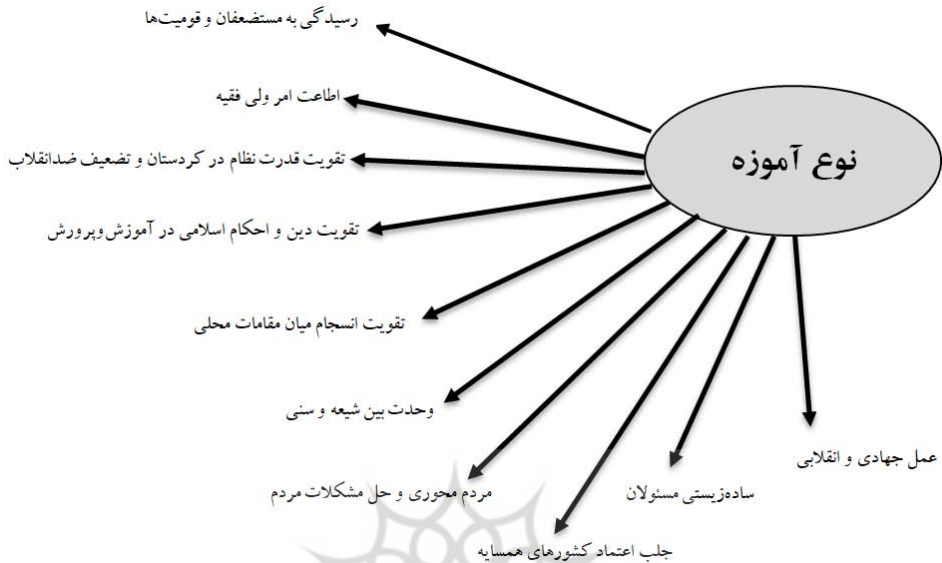 نوع آموزه
رسیدگی به مستضعفان و قومیت‌ها
اطاعت امر ولی فقیه
تقویت قدرت نظام در کردستان و تضعیف ضدانقلاب
تقویت دین و احکام اسلامی در آموزش‌وپرورش
تقویت انسجام میان مقامات محلی
وحدت بین شیعه و سنی
مردم محوری و حل مشکلات مردم
جلب اعتماد کشورهای همسایه
ساده‌زیستی مسئولان
عمل جهادی و انقلابی